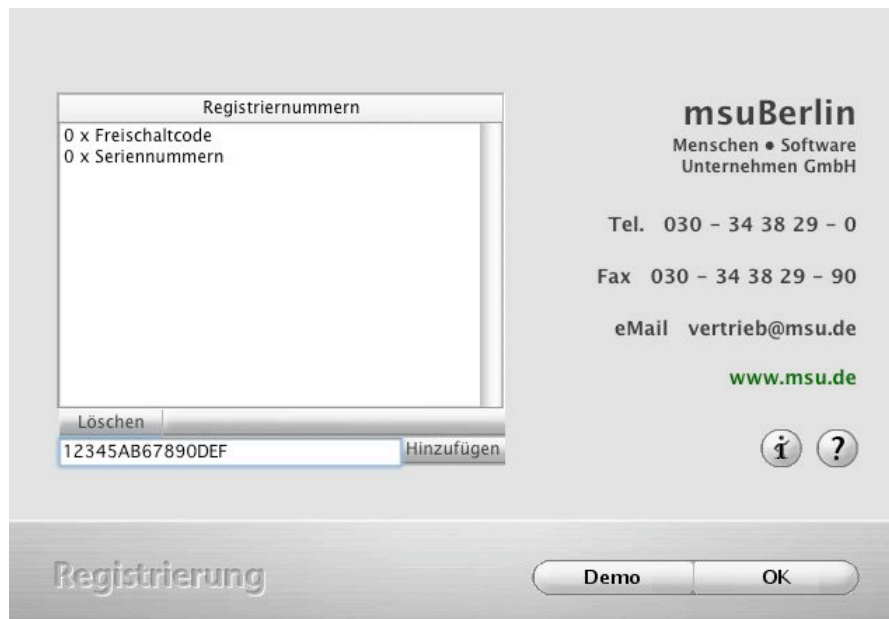 Registriernummern
0 x Freischaltcode
0 x Seriennummern
Löschen
12345AB67890DEF
Hinzufügen
msuBerlin
Menschen • Software
Unternehmen GmbH
Tel. 030 – 34 38 29 – 0
Fax 030 – 34 38 29 – 90
eMail vertrieb@msu.de
www.msu.de
i ?
Registrierung
Demo
OK